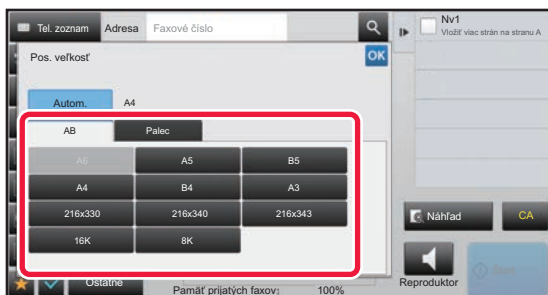 Tel. zoznam Adresa Faxové číslo
Nv1
Vložiť viac strán na stranu A
Pos. veľkosť OK
Autom. A4
AB Palec
A6 A5 B5
A4 B4 A3
216x330 216x340 216x343
16K 8K
Náhľad CA
Ostatné
Pamäť prijatých faxov: 100%
Reproduktor
Štart